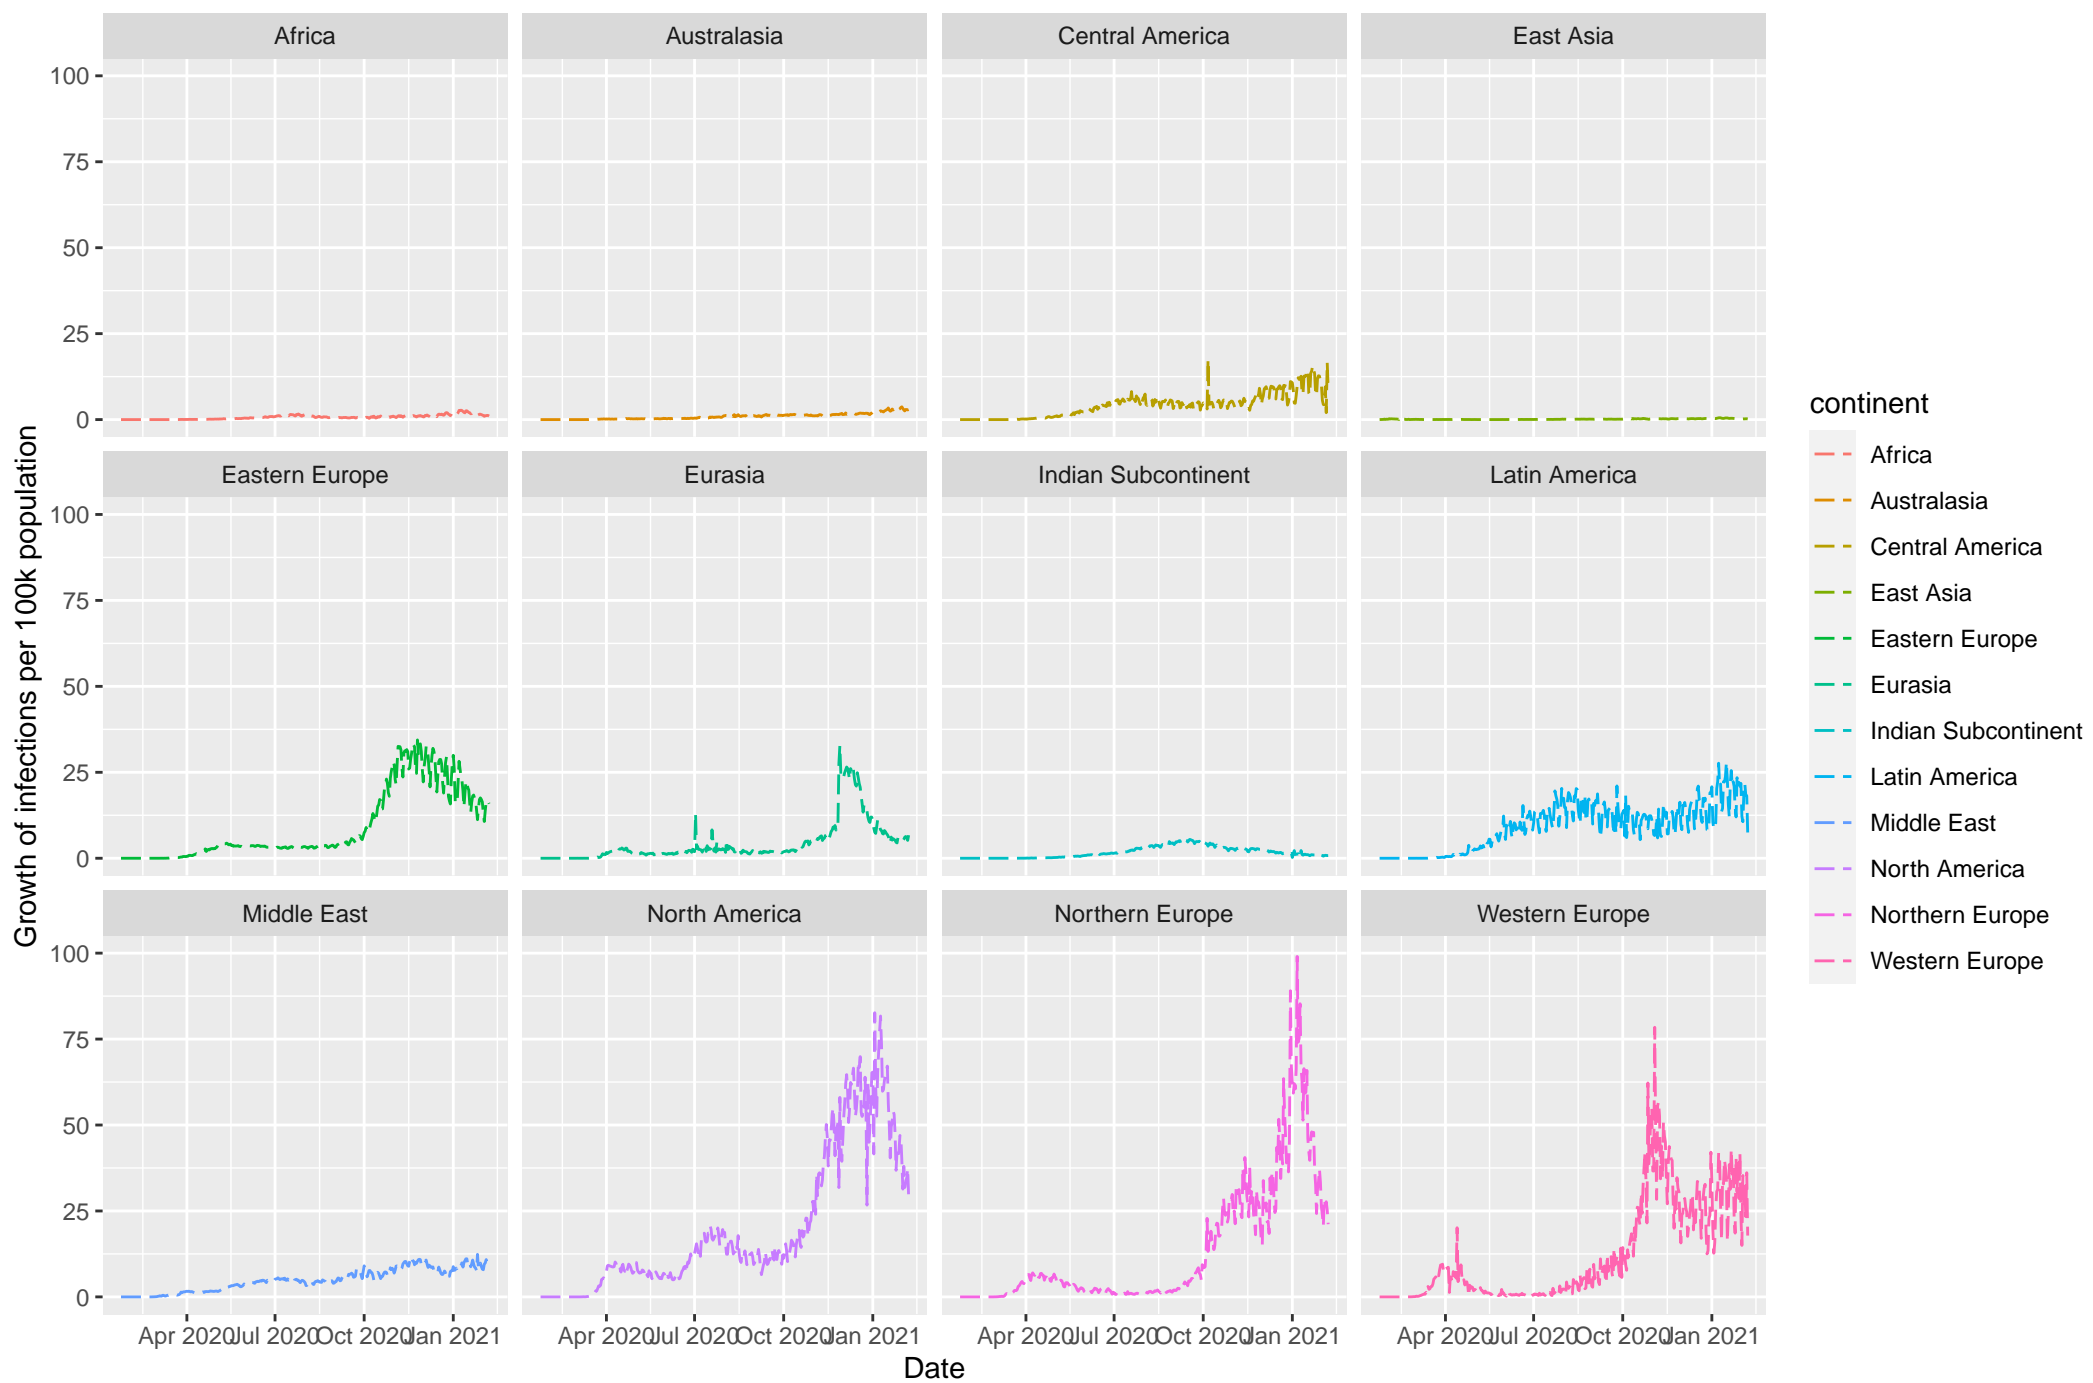 Africa
Australasia
Central America
East Asia
100
75
50
25
0
Eastern Europe
Eurasia
Indian Subcontinent
Latin America
100
75
50
25
0
Middle East
North America
Northern Europe
Western Europe
100
75
50
25
0
Apr 2020 Jul 2020 Oct 2020 Jan 2021
Apr 2020 Jul 2020 Oct 2020 Jan 2021
Apr 2020 Jul 2020 Oct 2020 Jan 2021
Apr 2020 Jul 2020 Oct 2020 Jan 2021
Date
Growth of infections per 100k population
continent
Africa
Australasia
Central America
East Asia
Eastern Europe
Eurasia
Indian Subcontinent
Latin America
Middle East
North America
Northern Europe
Western Europe